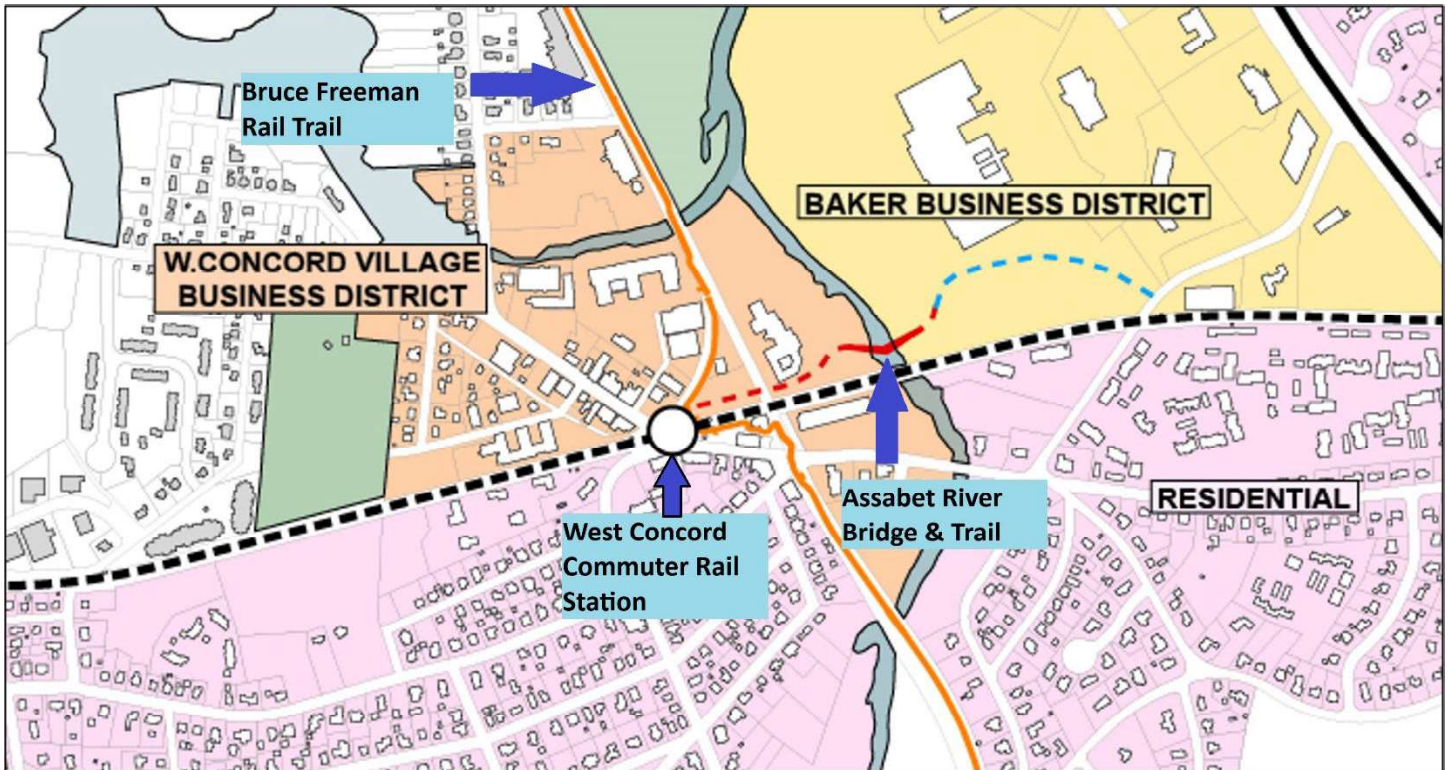 Bruce Freeman
Rail Trail
BAKER BUSINESS DISTRICT
W.CONCORD VILLAGE
BUSINESS DISTRICT
Assabet River
Bridge & Trail
RESIDENTIAL
West Concord
Commuter Rail
Station